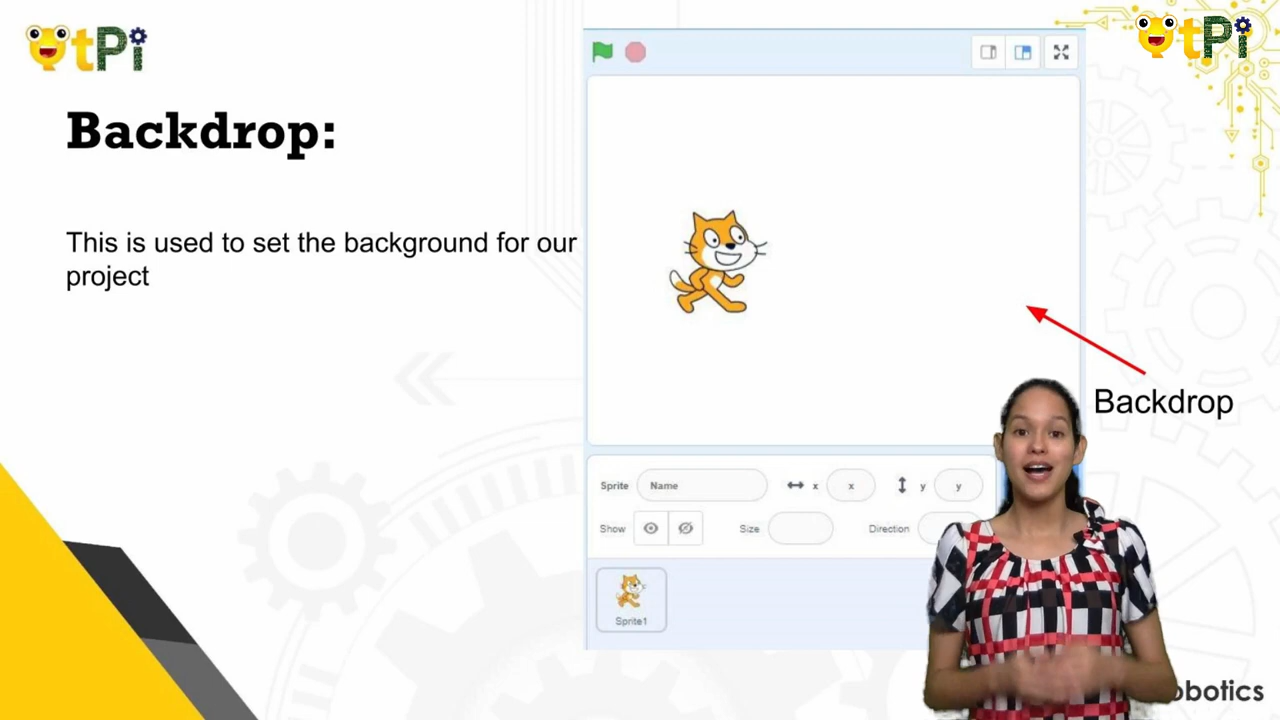 tPi
tPi
Backdrop:
This is used to set the background for our
project
Backdrop
Sprite
Name
x
x
y
y
Show
Size
Direction
Sprite1
obotics